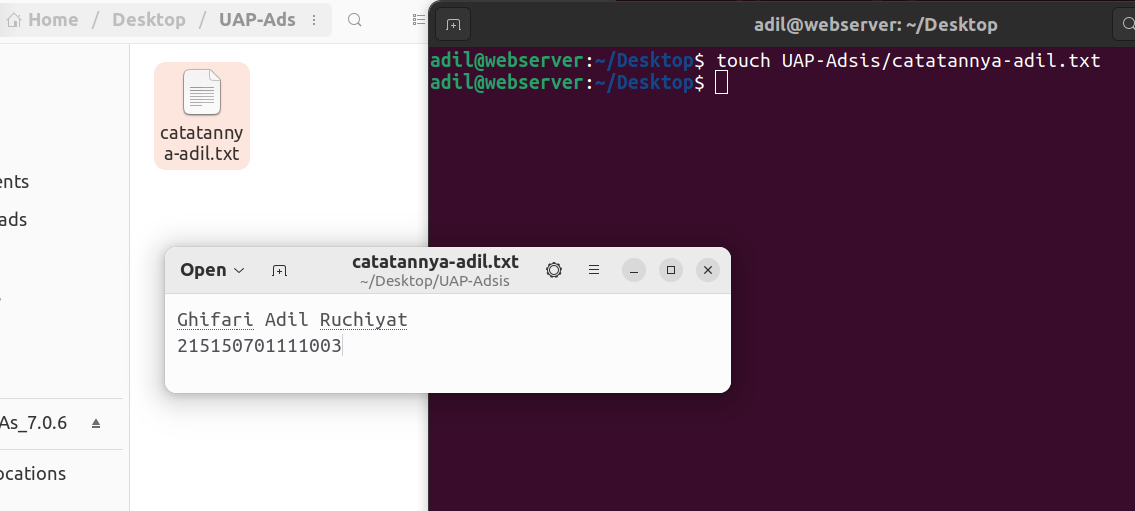 Home / Desktop / UAP-Ads
adil@webserver: ~/Desktop
adil@webserver:~/Desktop$ touch UAP-Adsis/catatannya-adil.txt
adil@webserver:~/Desktop$
catatanny
a-adil.txt
ents
ads
Open
catatannya-adil.txt
~/Desktop/UAP-Adsis
Ghifari Adil Ruchiyat
215150701111003
As_7.0.6
ocations